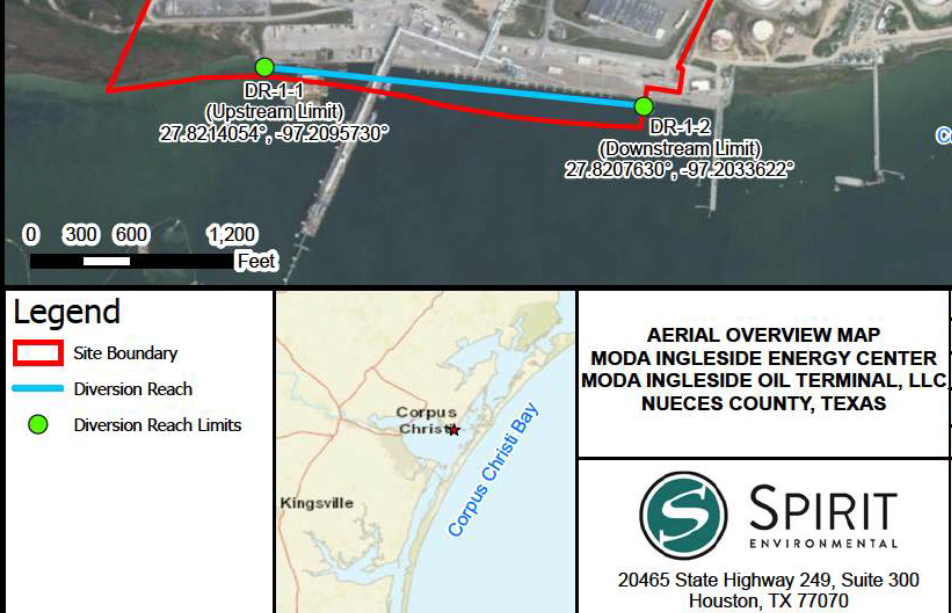 DR-1-1
(Upstream Limit)
27.8214054°, -97.2095730°
DR-1-2
(Downstream Limit)
27.8207630°, -97.2033622°
0 300 600 1,200
Feet
Legend
Site Boundary
Diversion Reach
Diversion Reach Limits
Corpus
Christi
Kingsville
Corpus Christi Bay
AERIAL OVERVIEW MAP
MODA INGLESIDE ENERGY CENTER
MODA INGLESIDE OIL TERMINAL, LLC
NUECES COUNTY, TEXAS
S
SPIRIT
ENVIRONMENTAL
20465 State Highway 249, Suite 300
Houston, TX 77070